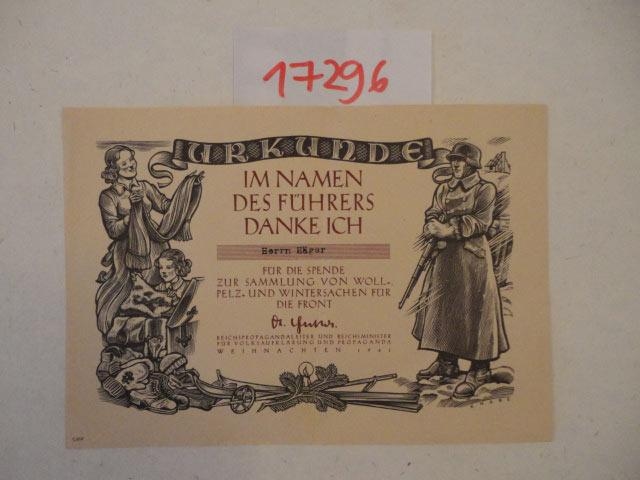 17296
URKUNDE
IM NAMEN
DES FÜHRERS
DANKE ICH
Herrn Häger
FÜR DIE SPENDE
ZUR SAMMLUNG VON WOLL-,
PELZ- UND WINTERSACHEN FÜR
DIE FRONT
REICHSPROPAGANDALEITER UND REICHSMINISTER
FÜR VOLKSAUFKLÄRUNG UND PROPAGANDA
WEIHNACHTEN 1941